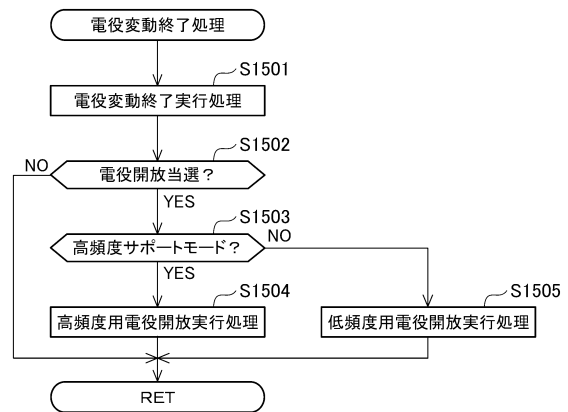 電役変動終了処理
S1501
電役変動終了実行処理
S1502
NO
電役開放当選？
YES
S1503
高頻度サポートモード？
NO
YES
S1504
高頻度用電役開放実行処理
S1505
低頻度用電役開放実行処理
RET